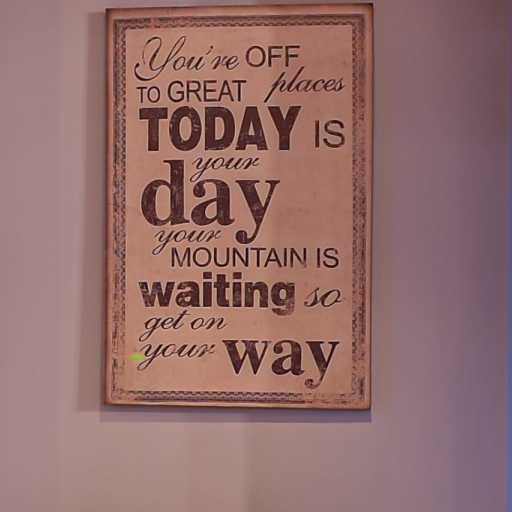 You're OFF
TO GREAT places
TODAY IS
your
day
your
MOUNTAIN IS
waiting so
get on
your way